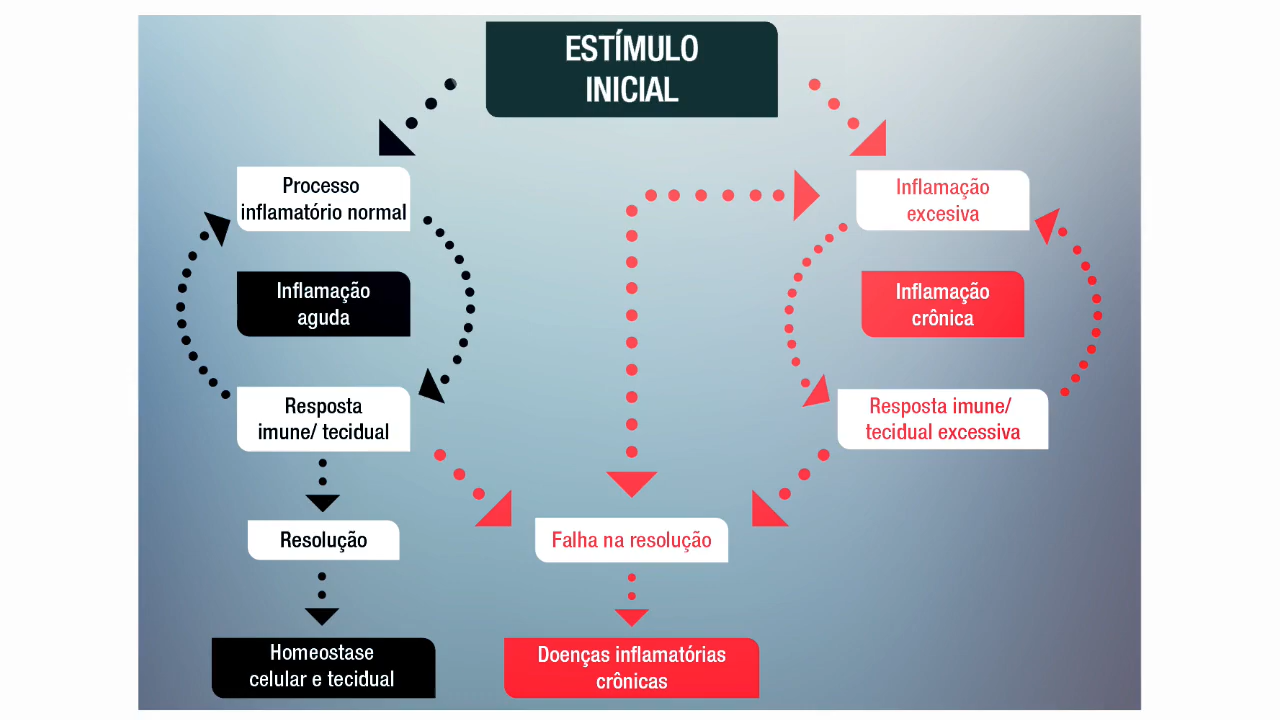 ESTÍMULO
INICIAL
Processo
inflamatório normal
Inflamação
aguda
Resposta
imune/ tecidual
Resolução
Homeostase
celular e tecidual
Inflamação
excesiva
Inflamação
crônica
Resposta imune/
tecidual excessiva
Falha na resolução
Doenças inflamatórias
crônicas